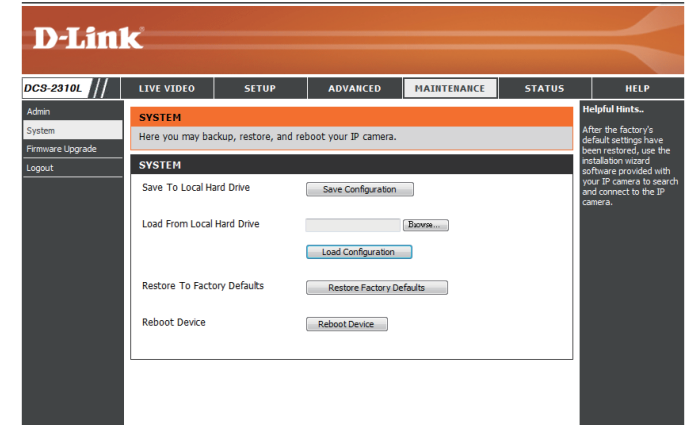 D-Link
DCS-2310L
LIVE VIDEO
SETUP
ADVANCED
MAINTENANCE
STATUS
HELP
Admin
System
Firmware Upgrade
Logout
SYSTEM
Here you may backup, restore, and reboot your IP camera.
SYSTEM
Save To Local Hard Drive
Save Configuration
Load From Local Hard Drive
Browse...
Load Configuration
Restore To Factory Defaults
Restore Factory Defaults
Reboot Device
Reboot Device
Helpful Hints..
After the factory's
default settings have
been restored, use the
installation wizard
software provided with
your IP camera to search
and connect to the IP
camera.